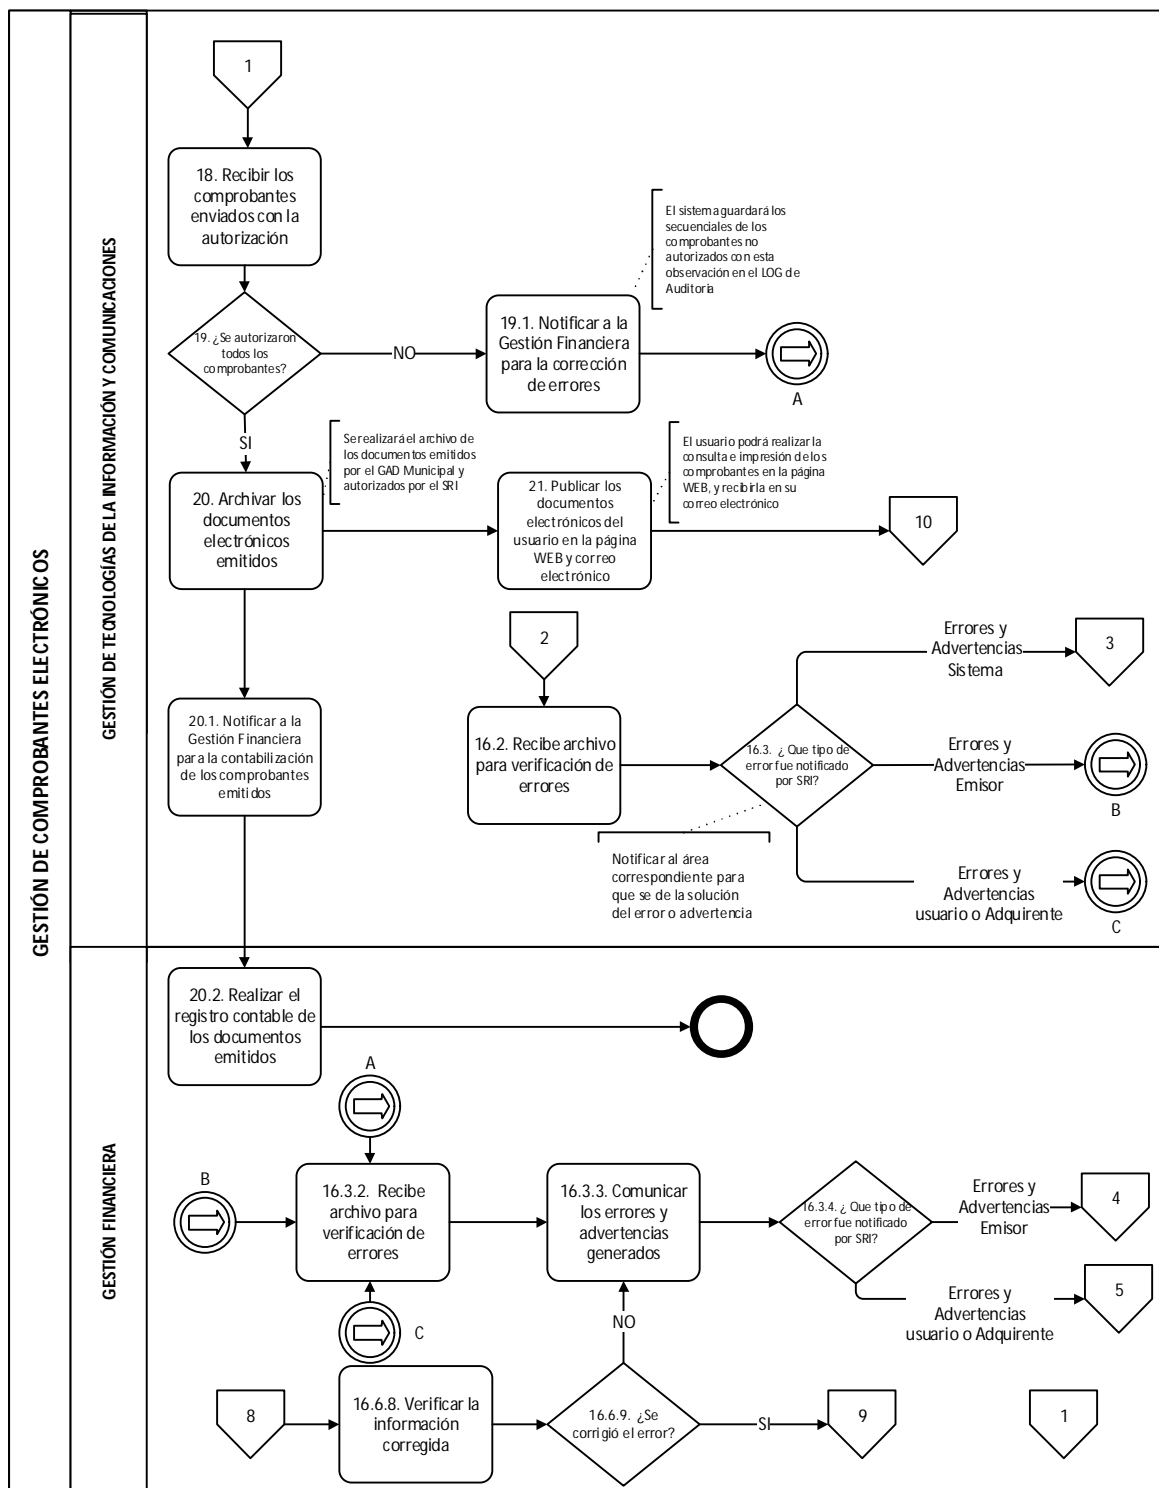 GESTIÓN DE COMPROBANTES ELECTRÓNICOS
GESTIÓN DE TECNOLOGÍAS DE LA INFORMACIÓN Y COMUNICACIONES
1
18. Recibir los
comprobantes
enviados con la
autorización
El sistema guardará los
secuenciales de los
comprobantes no
autorizados con esta
observación en el LOG de
Auditoría
19. ¿Se autorizaron
todos los
comprobantes?
NO
19.1. Notificar a la
Gestión Financiera
para la corrección
de errores
A
SI
Se realizará el archivo de
los documentos emitidos
por el GAD Municipal y
autorizados por el SRI
El usuario podrá realizar la
consulta e impresión de los
comprobantes en la página
WEB, y recibirla en su
correo electrónico
20. Archivar los
documentos
electrónicos
emitidos
21. Publicar los
documentos
electrónicos del
usuario en la página
WEB y correo
electrónico
10
2
Errores y
Advertencias
Sistema
3
20.1. Notificar a la
Gestión Financiera
para la contabilización
de los comprobantes
emitidos
16.2. Recibe archivo
para verificación de
errores
16.3. ¿ Que tipo de
error fue notificado
por SRI?
Errores y
Advertencias
Emisor
B
Notificar al área
correspondiente para
que se de la solución
del error o advertencia
Errores y
Advertencias
usuario o Adquirente
C
GESTIÓN FINANCIERA
20.2. Realizar el
registro contable de
los documentos
emitidos
A
B
16.3.2. Recibe
archivo para
verificación de
errores
16.3.3. Comunicar
los errores y
advertencias
generados
16.3.4. ¿ Que tipo de
error fue notificado
por SRI?
Errores y
Advertencias
Emisor
4
Errores y
Advertencias
usuario o Adquirente
5
C
NO
8
16.6.8. Verificar la
información
corregida
16.6.9. ¿Se
corrigió el error?
SI
9
1